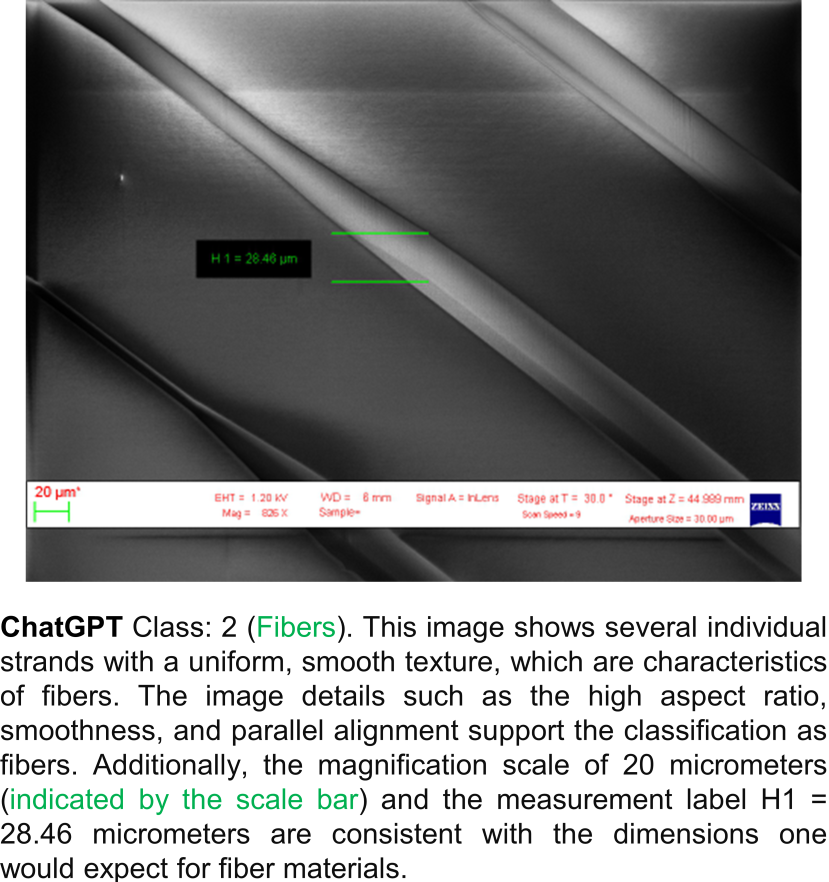 H 1 = 28.46 µm
20 µm*
EHT = 1.20 kV
Mag = 826 X
WD = 6 mm
Sample=
Signal A = InLens
Stage at T = 30.0 °
Scan Speed = 9
Stage at Z = 44.999 mm
Aperture Size = 30.00 µm
ZEISS
ChatGPT Class: 2 (Fibers). This image shows several individual
strands with a uniform, smooth texture, which are characteristics
of fibers. The image details such as the high aspect ratio,
smoothness, and parallel alignment support the classification as
fibers. Additionally, the magnification scale of 20 micrometers
(indicated by the scale bar) and the measurement label H1 =
28.46 micrometers are consistent with the dimensions one
would expect for fiber materials.